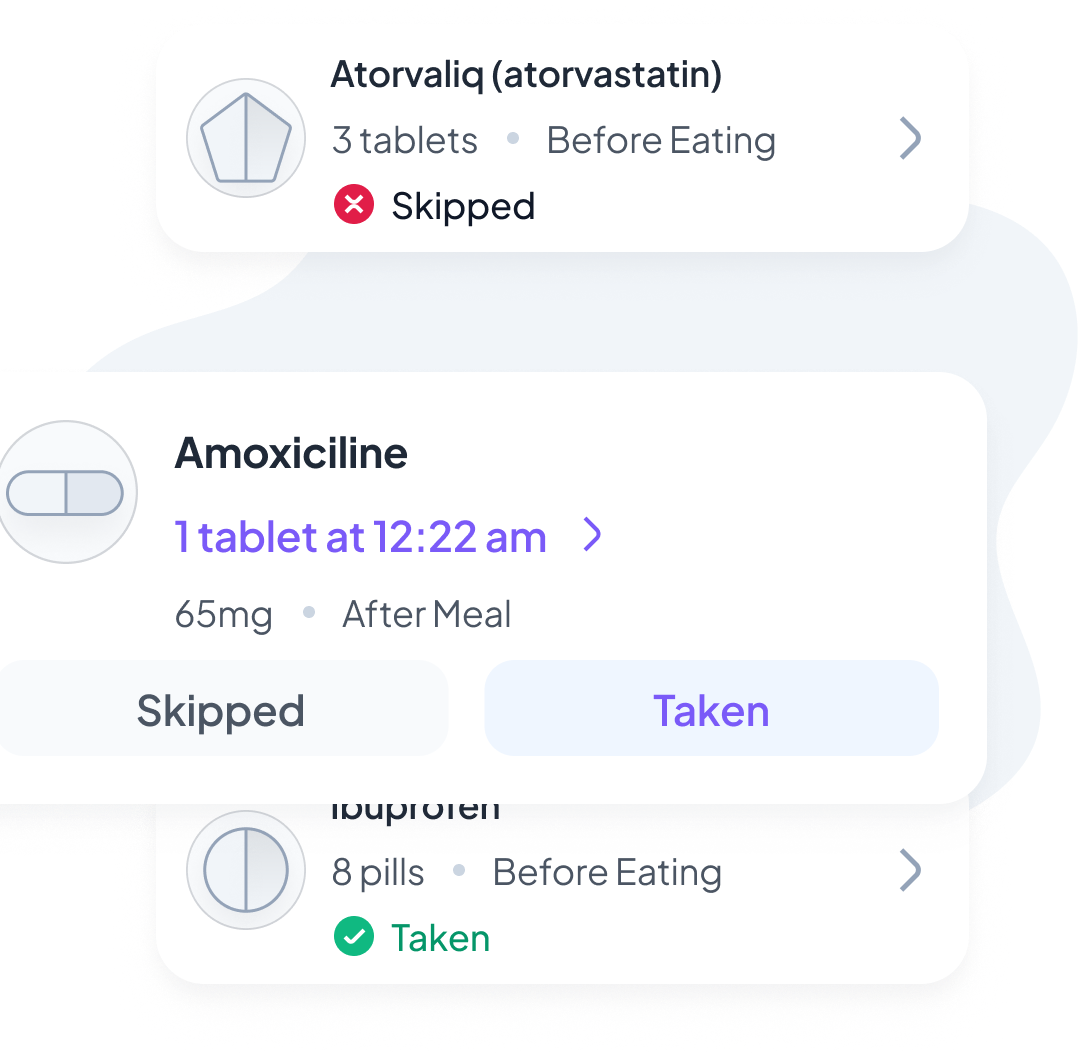 Atorvaliq (atorvastatin)
3 tablets • Before Eating
Skipped
Amoxiciline
1 tablet at 12:22 am
65mg • After Meal
Skipped Taken
Ibuprofen
8 pills • Before Eating
Taken